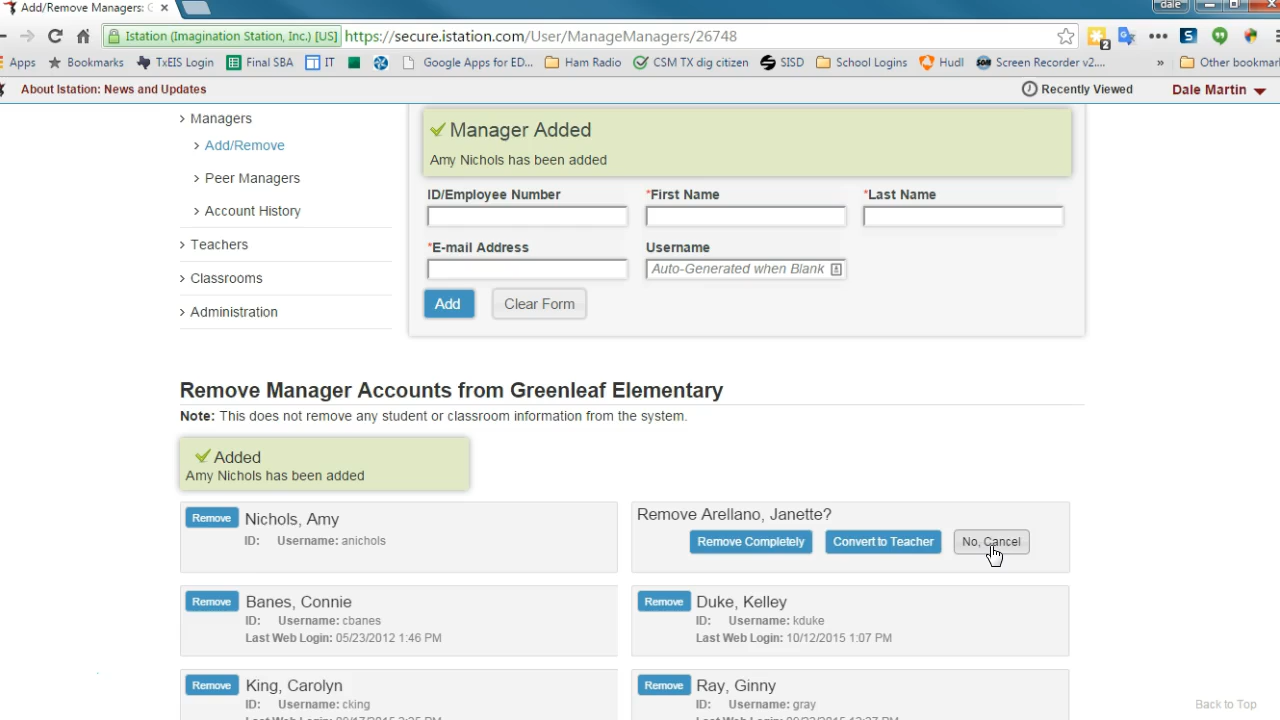 Add/Remove Managers: G
dale
Istation (Imagination Station, Inc.) [US] https://secure.istation.com/User/ManageManagers/26748
2
Apps Bookmarks TxEIS Login Final SBA IT Google Apps for ED... Ham Radio CSM TX dig citizen SISD School Logins Hudl Screen Recorder v2.... » Other bookmar
About Istation: News and Updates Recently Viewed Dale Martin
Managers
Add/Remove
Peer Managers
Account History
Teachers
Classrooms
Administration
Manager Added
Amy Nichols has been added
ID/Employee Number *First Name *Last Name
*E-mail Address Username
Auto-Generated when Blank
Add Clear Form
Remove Manager Accounts from Greenleaf Elementary
Note: This does not remove any student or classroom information from the system.
Added
Amy Nichols has been added
Remove Nichols, Amy
ID: Username: anichols
Remove Arellano, Janette?
Remove Completely Convert to Teacher No, Cancel
Remove Banes, Connie
ID: Username: cbanes
Last Web Login: 05/23/2012 1:46 PM
Remove Duke, Kelley
ID: Username: kduke
Last Web Login: 10/12/2015 1:07 PM
Remove King, Carolyn
ID: Username: cking
Remove Ray, Ginny
ID: Username: gray
Back to Top